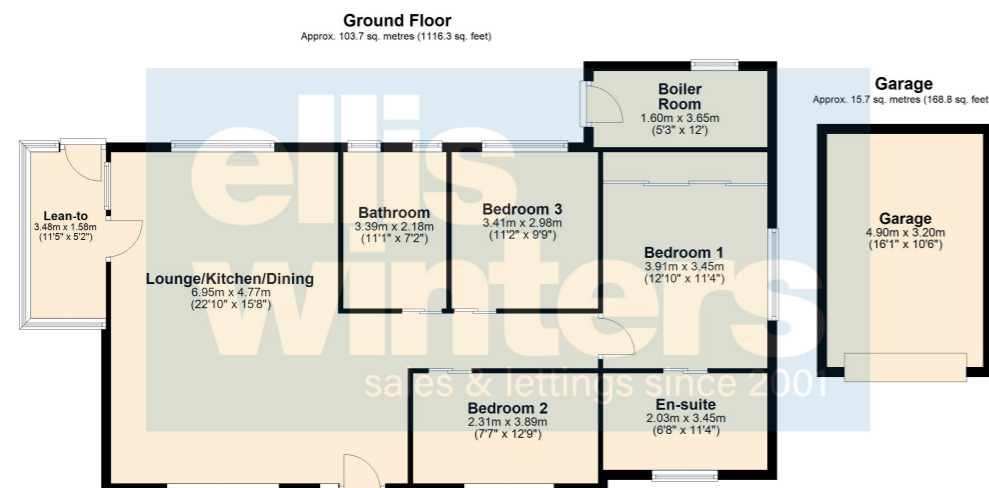 Ground Floor
Approx. 103.7 sq. metres (1116.3 sq. feet)
Boiler
Room
1.60m x 3.65m
(5'3" x 12')
Garage
Approx. 15.7 sq. metres (168.8 sq. feet
Lean-to
3.48m x 1.58m
(11'5" x 5'2")
Bathroom
3.39m x 2.18m
(11'1" x 7'2")
Bedroom 3
3.41m x 2.98m
(11'2" x 9'9")
Garage
4.90m x 3.20m
(16'1" x 10'6")
Bedroom 1
3.91m x 3.45m
(12'10" x 11'4")
Lounge/Kitchen/Dining
6.95m x 4.77m
(22'10" x 15'8")
Bedroom 2
2.31m x 3.89m
(7'7" x 12'9")
En-suite
2.03m x 3.45m
(6'8" x 11'4")
ellis
winters
sales & lettings since 2001